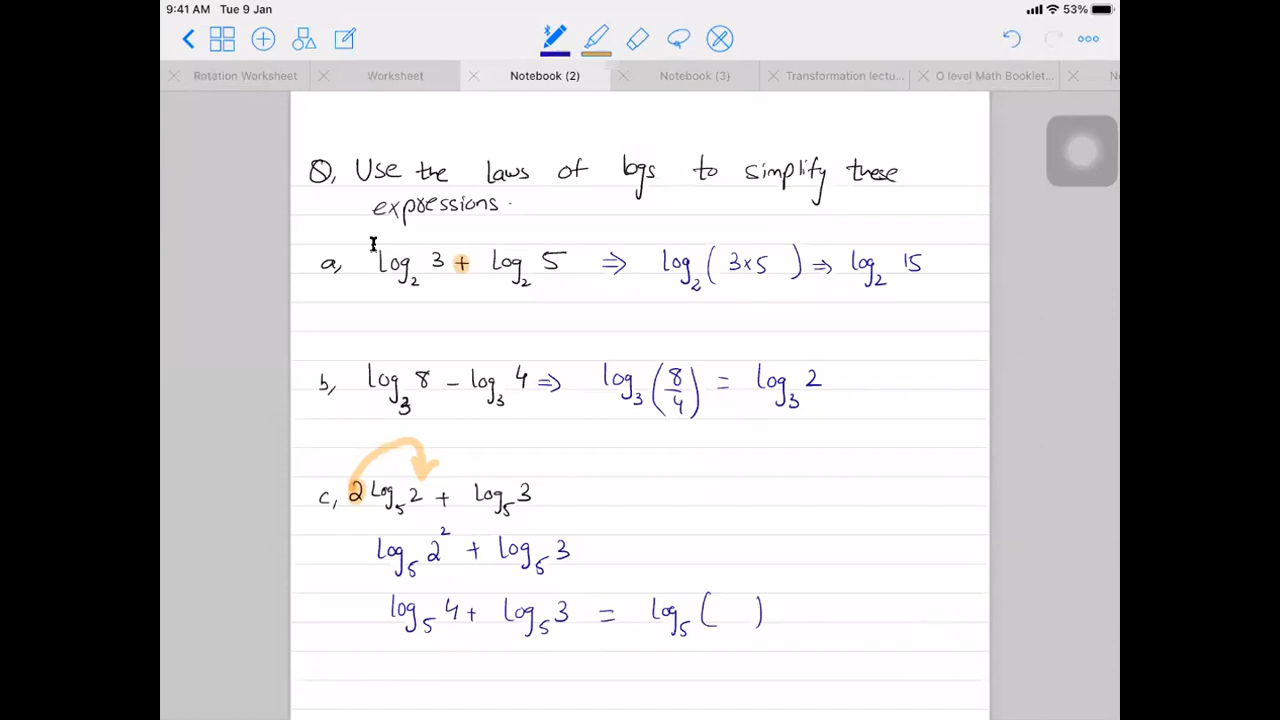 9:41 AM Tue 9 Jan 53%
Rotation Worksheet Worksheet Notebook (2) Notebook (3) Transformation lectu... O level Math Booklet...
Q, Use the laws of logs to simplify these
expressions.
a, log₂ 3 + log₂ 5 ⇒ log₂ ( 3×5 ) ⇒ log₂ 15
b, log₃ 8 - log₃ 4 ⇒ log₃ (8/4) = log₃ 2
c, 2 log₅ 2 + log₅ 3
log₅ 2² + log₅ 3
log₅ 4 + log₅ 3 = log₅ ( )